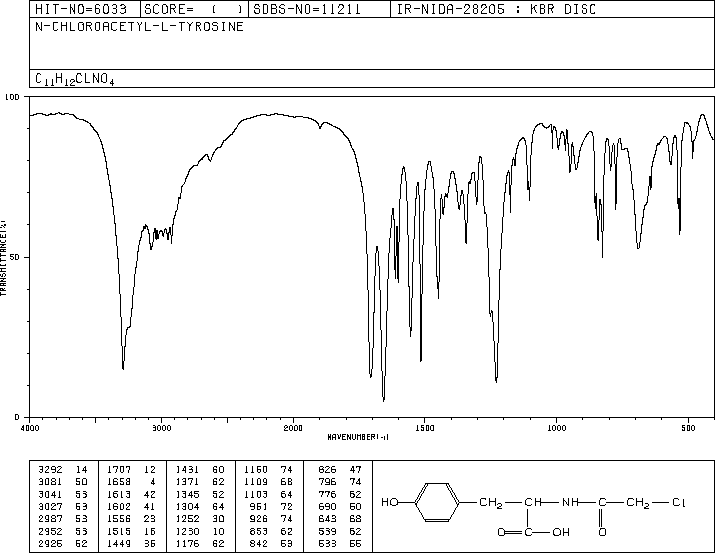 HIT-NO=6033 SCORE= ( ) SDBS-NO=11211 IR-NIDA-28205 : KBR DISC
N-CHLOROACETYL-L-TYROSINE
C11H12CLNO4
100
TRANSMITTANCE(%)
50
0
4000 3000 2000 1500 1000 500
WAVENUMBER(-1)
3292 14 1707 12 1431 60 1160 74 826 47
3081 50 1658 4 1371 62 1109 68 796 74
3041 53 1613 42 1345 52 1103 64 776 62
3027 53 1602 41 1304 64 961 72 690 50
2987 53 1556 23 1252 30 926 74 643 68
2952 53 1515 16 1230 10 853 62 539 62
2926 52 1449 36 1176 62 842 53 533 55
HO CH2 CH NH C CH2 Cl
O C OH O